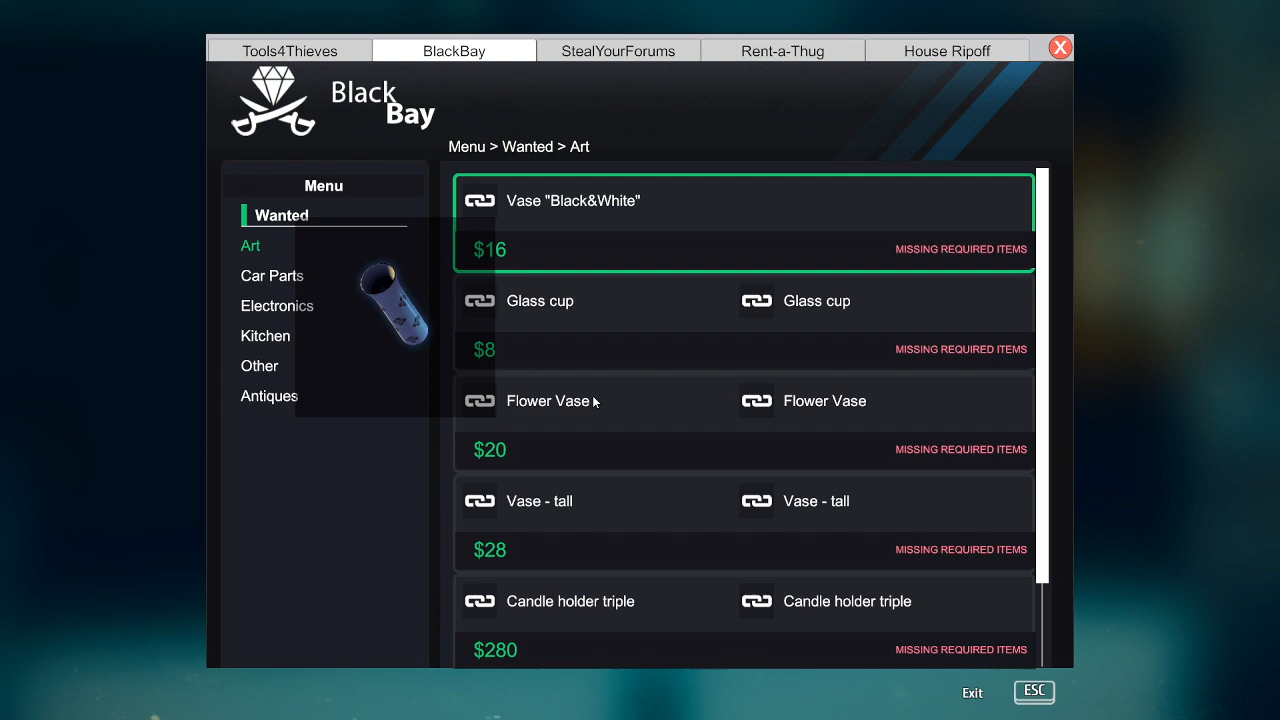 Tools4Thieves BlackBay StealYourForums Rent-a-Thug House Ripoff X
Black
Bay
Menu > Wanted > Art
Menu
Wanted
Art
Car Parts
Electronics
Kitchen
Other
Antiques
Vase "Black&White"
$16 MISSING REQUIRED ITEMS
Glass cup Glass cup
$8 MISSING REQUIRED ITEMS
Flower Vase Flower Vase
$20 MISSING REQUIRED ITEMS
Vase - tall Vase - tall
$28 MISSING REQUIRED ITEMS
Candle holder triple Candle holder triple
$280 MISSING REQUIRED ITEMS
Exit ESC